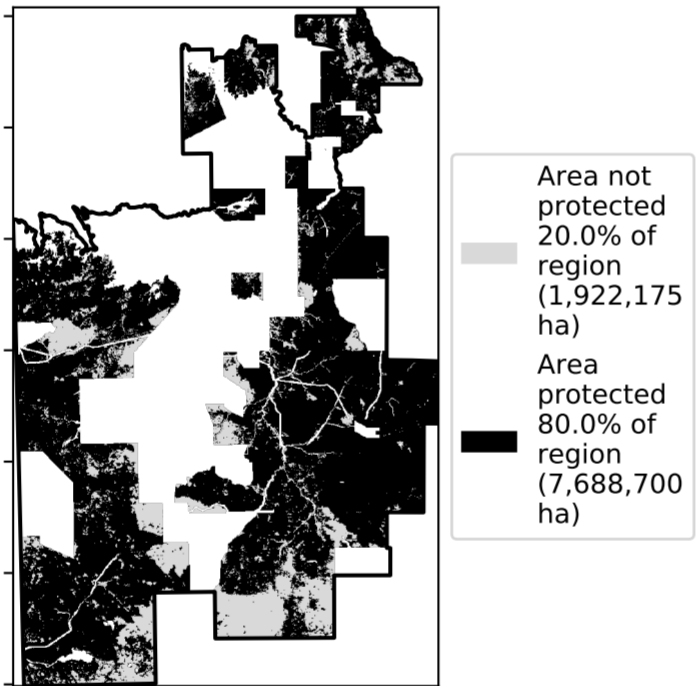 Area not
protected
20.0% of
region
(1,922,175
ha)
Area
protected
80.0% of
region
(7,688,700
ha)